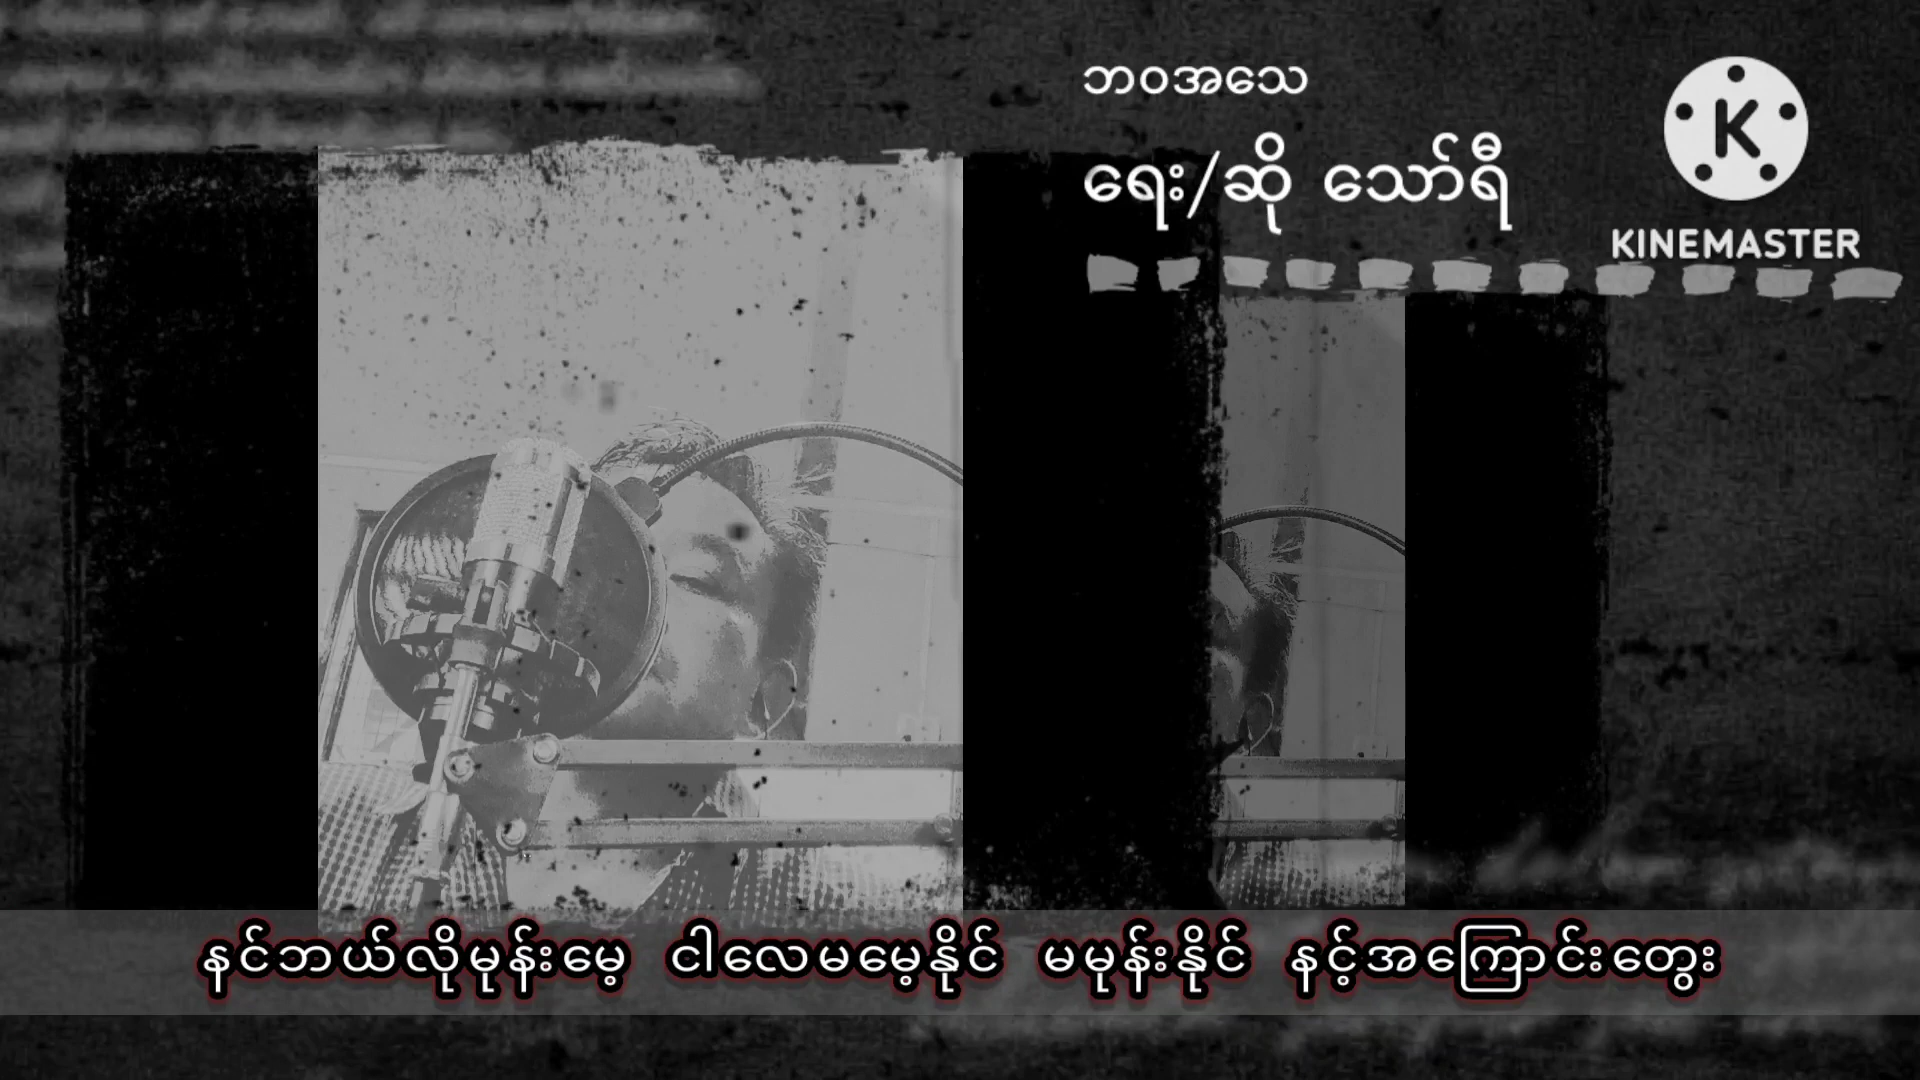 ဘဝအသေ
ရေး/ဆို သော်ရီ
KINEMASTER
နင်ဘယ်လိုမုန်းမေ့ ငါလေမမေ့နိုင် မမုန်းနိုင် နင့်အကြောင်းတွေး